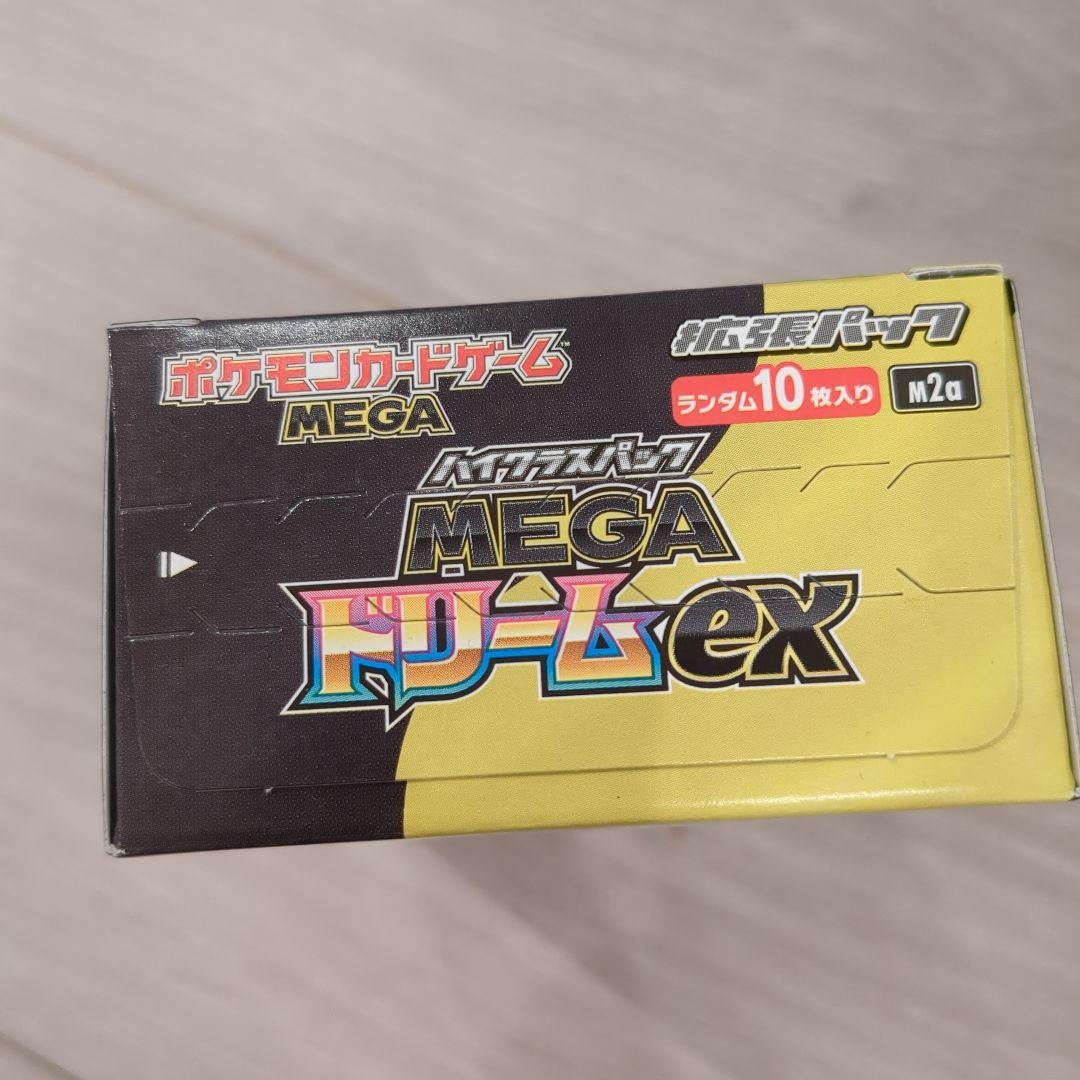 ポケモンカードゲーム™
MEGA
拡張パック
ランダム10枚入り
M2a
ハイクラスパック
MEGA
ドリームex